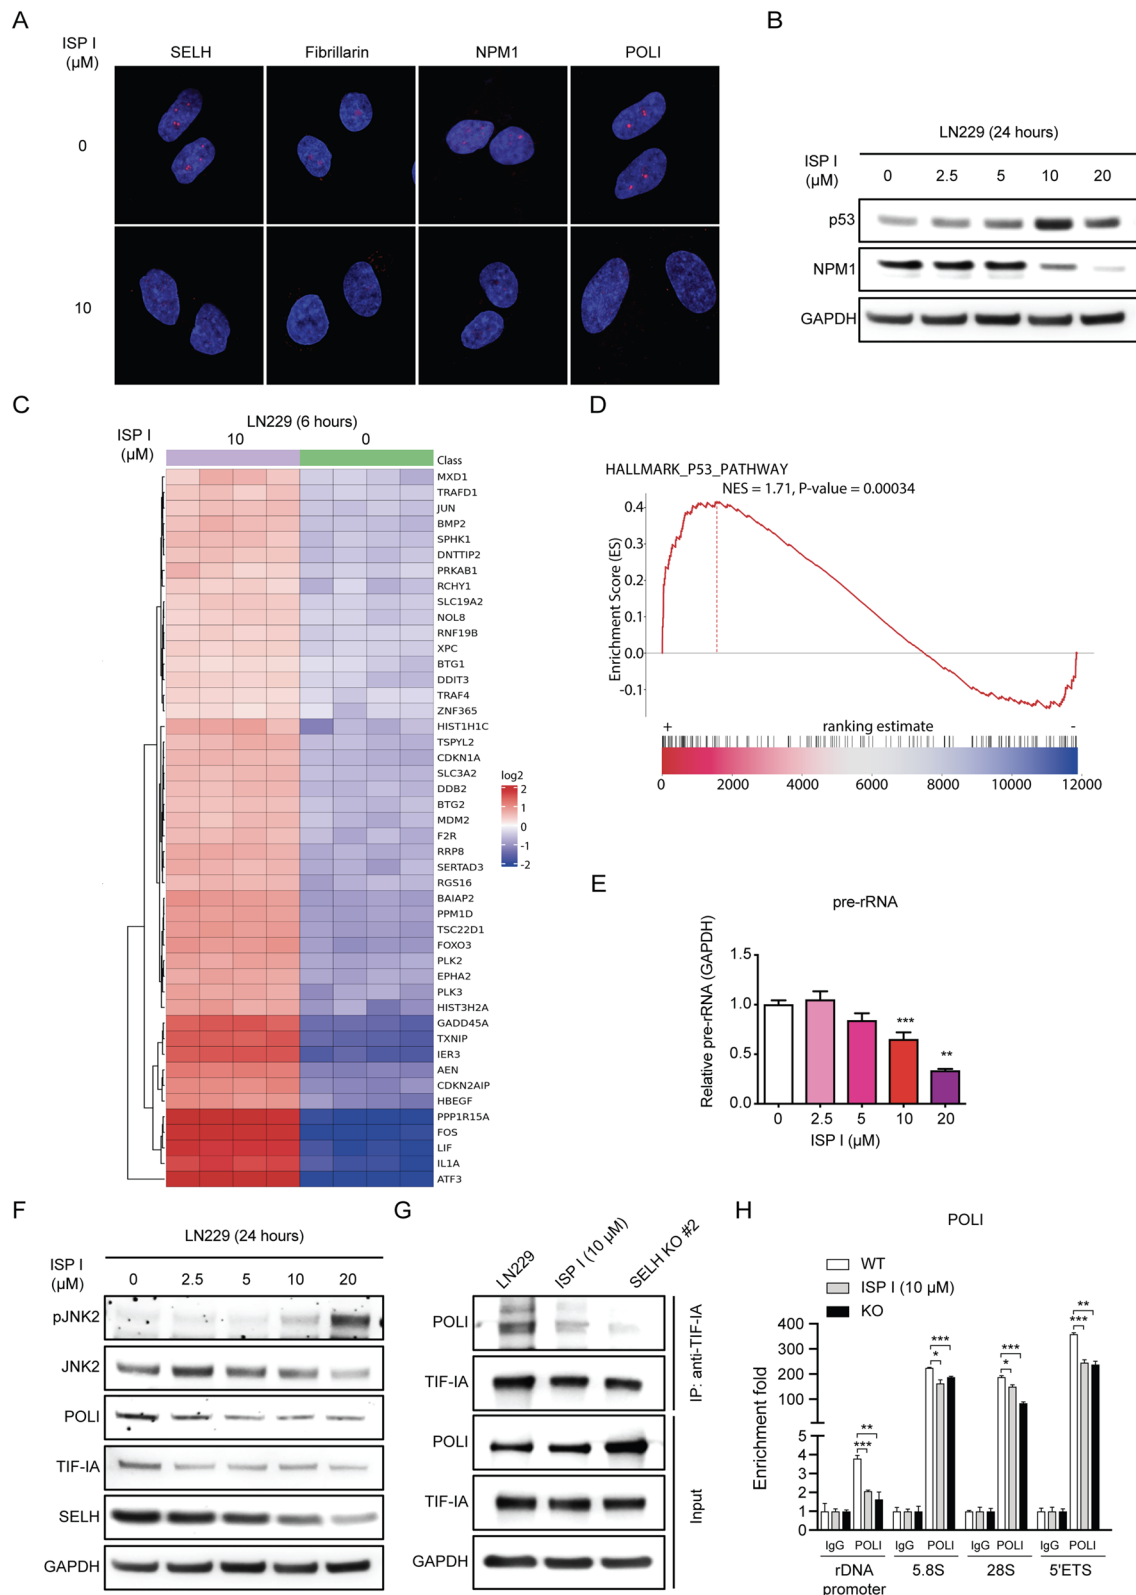 A
ISP I
(μM)
SELH Fibrillarin NPM1 POLI
0
10
B
LN229 (24 hours)
ISP I
(μM)
0 2.5 5 10 20
p53
NPM1
GAPDH
C
LN229 (6 hours)
ISP I
(μM)
10 0
Class
MXD1
TRAFD1
JUN
BMP2
SPHK1
DNTTIP2
PRKAB1
RCHY1
SLC19A2
NOL8
RNF19B
XPC
BTG1
DDIT3
TRAF4
ZNF365
HIST1H1C
TSPYL2
CDKN1A
SLC3A2
DDB2
BTG2
MDM2
F2R
RRP8
SERTAD3
RGS16
BAIAP2
PPM1D
TSC22D1
FOXO3
PLK2
EPHA2
PLK3
HIST3H2A
GADD45A
TXNIP
IER3
AEN
CDKN2AIP
HBEGF
PPP1R15A
FOS
LIF
IL1A
ATF3
log2
2
1
0
-1
-2
D
HALLMARK_P53_PATHWAY
NES = 1.71, P-value = 0.00034
Enrichment Score (ES)
0.4
0.3
0.2
0.1
0.0
-0.1
+ ranking estimate -
0 2000 4000 6000 8000 10000 12000
E
pre-rRNA
Relative pre-rRNA (GAPDH)
1.5
1.0
0.5
0.0
***
**
0 2.5 5 10 20
ISP I (μM)
F
LN229 (24 hours)
ISP I
(μM)
0 2.5 5 10 20
pJNK2
JNK2
POLI
TIF-IA
SELH
GAPDH
G
LN229 ISP I (10 μM) SELH KO #2
POLI
TIF-IA
IP: anti-TIF-IA
POLI
TIF-IA
GAPDH
Input
H
POLI
WT
ISP I (10 μM)
KO
Enrichment fold
400
300
200
100
5
4
3
2
1
0
**
***
***
*
***
*
**
***
IgG POLI IgG POLI IgG POLI IgG POLI
rDNA
promoter
5.8S 28S 5'ETS